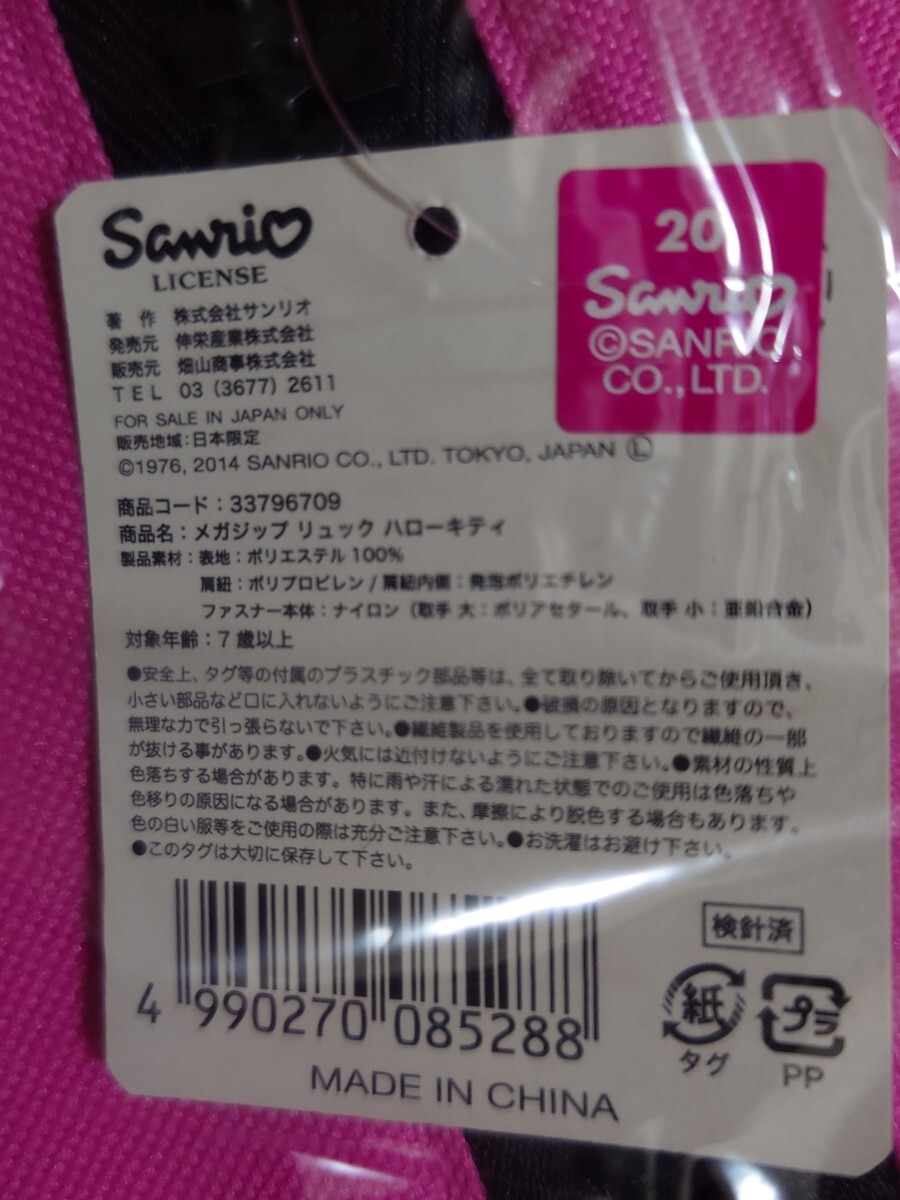 Sanrio
LICENSE
20
Sanrio
©SANRIO
CO., LTD.
著 作 株式会社サンリオ
発売元 伸栄産業株式会社
販売元 畑山商事株式会社
TEL 03 (3677) 2611
FOR SALE IN JAPAN ONLY
販売地域:日本限定
©1976, 2014 SANRIO CO., LTD. TOKYO, JAPAN Ⓛ
商品コード:33796709
商品名:メガジップ リュック ハローキティ
製品素材:表地:ポリエステル100%
肩紐:ポリプロピレン / 肩紐内側:発泡ポリエチレン
ファスナー本体:ナイロン(取手 大:ポリアセタール、取手 小:亜鉛合金)
対象年齢:7歳以上
●安全上、タグ等の付属のプラスチック部品等は、全て取り除いてからご使用頂き、
小さい部品など口に入れないようにご注意下さい。●破損の原因となりますので、
無理な力で引っ張らないで下さい。●繊維製品を使用しておりますので繊維の一部
が抜ける事があります。●火気には近付けないようにご注意下さい。●素材の性質上
色落ちする場合があります。特に雨や汗による濡れた状態でのご使用は色落ちや
色移りの原因になる場合があります。また、摩擦により脱色する場合もあります。
色の白い服等をご使用の際は充分ご注意下さい。●お洗濯はお避け下さい。
●このタグは大切に保存して下さい。
検針済
4 990270 085288
紙
タグ
プラ
PP
MADE IN CHINA